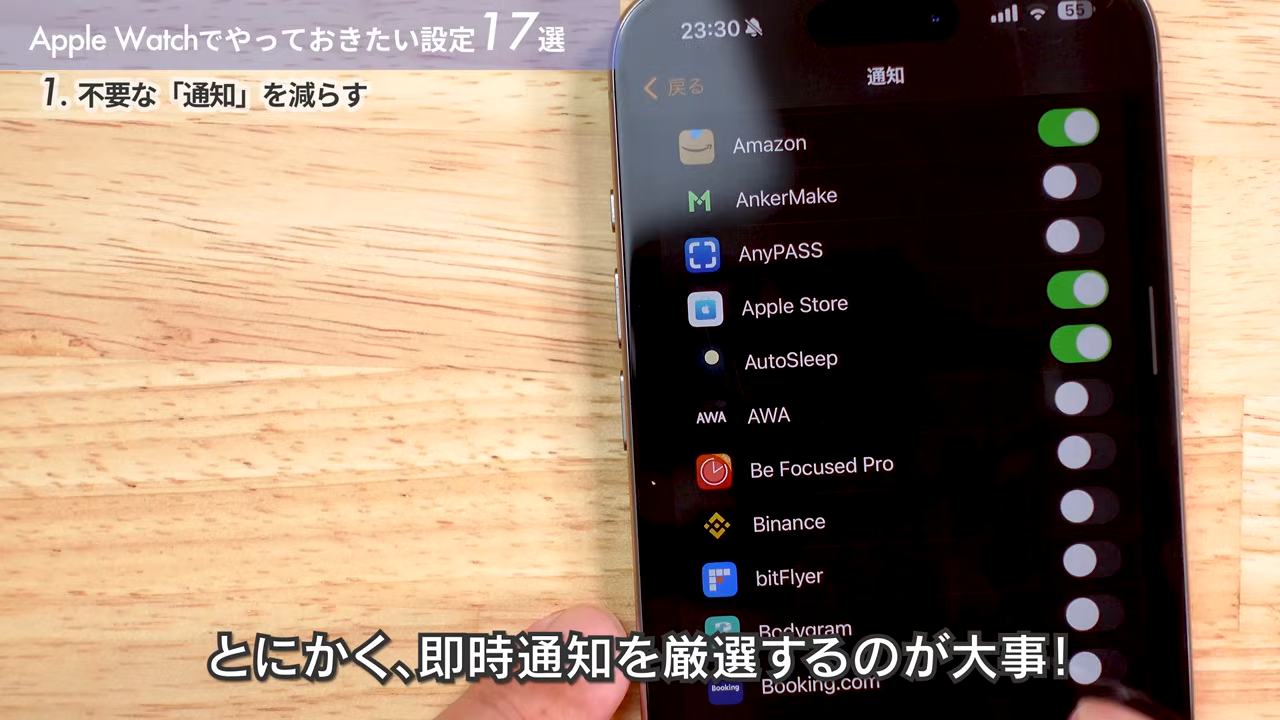 Apple Watchでやっておきたい設定17選
1. 不要な「通知」を減らす
23:30
55
戻る
通知
Amazon
AnkerMake
AnyPASS
Apple Store
AutoSleep
AWA AWA
Be Focused Pro
Binance
bitFlyer
Bodygram
Booking Booking.com
とにかく、即時通知を厳選するのが大事!